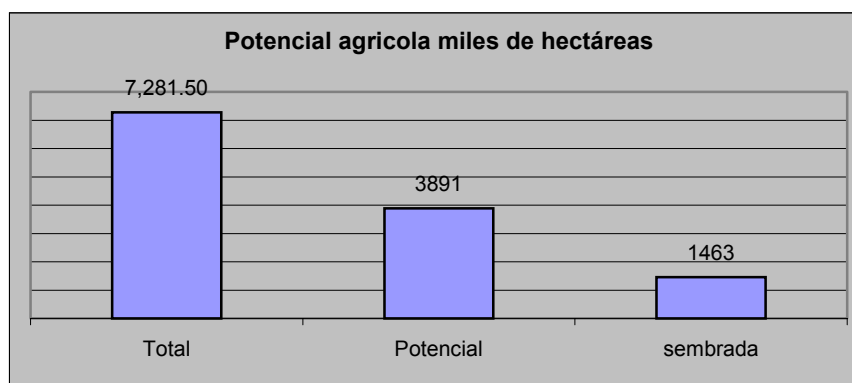 Potencial agricola miles de hectáreas
7,281.50
3891
1463
Total Potencial sembrada